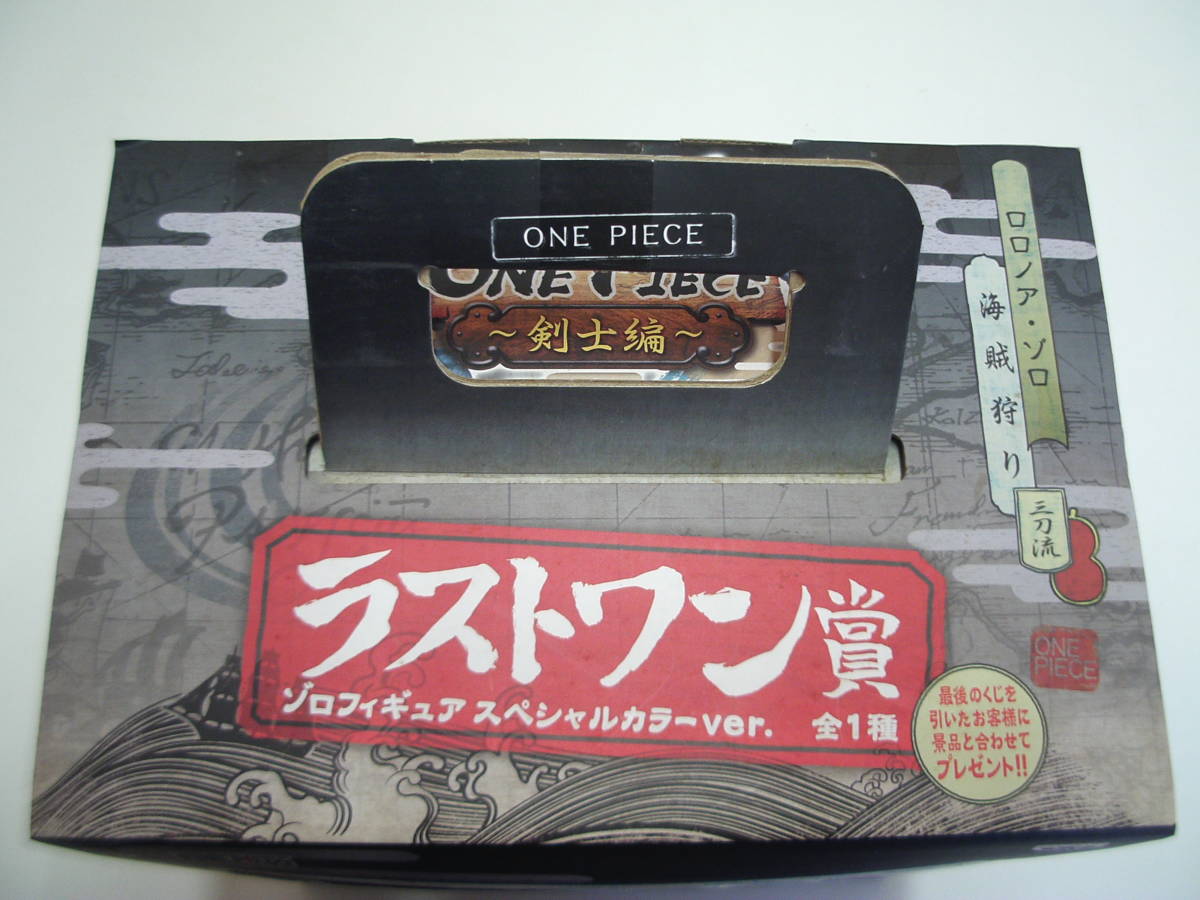 ONE PIECE
ONE PIECE
～剣士編～
ロロノア・ゾロ
海賊狩り
三刀流
ラストワン賞
ゾロフィギュア スペシャルカラーver. 全1種
ONE
PIECE
最後のくじを
引いたお客様に
景品と合わせて
プレゼント!!